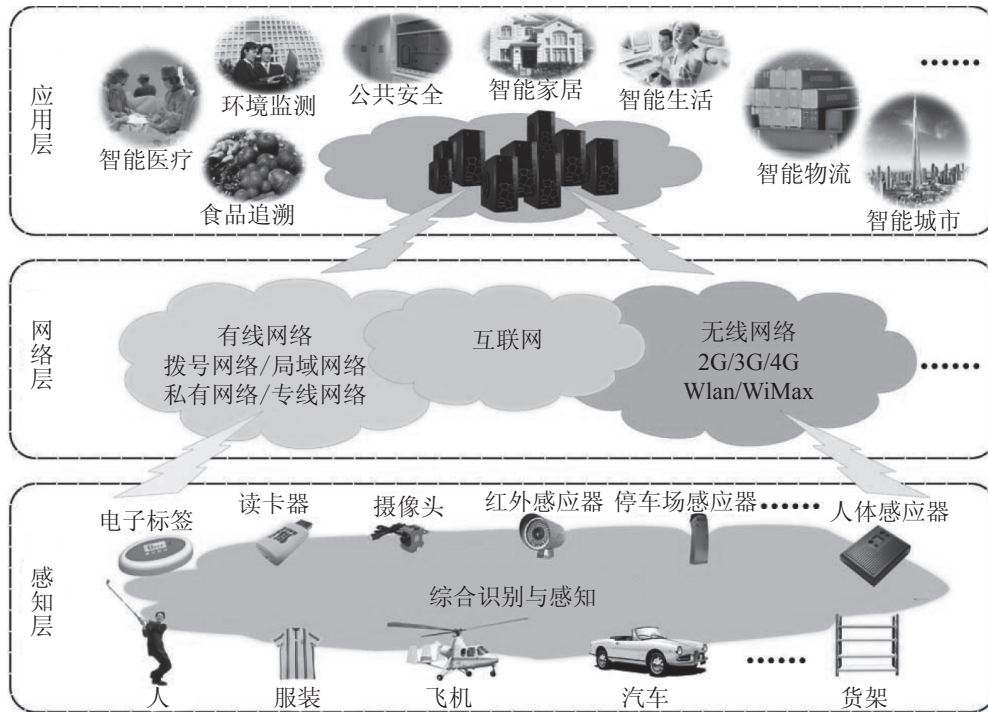 应用层
环境监测
公共安全
智能家居
智能生活
智能医疗
食品追溯
智能物流
智能城市
……
网络层
有线网络
拨号网络/局域网络
私有网络/专线网络
互联网
无线网络
2G/3G/4G
Wlan/WiMax
……
感知层
电子标签
读卡器
摄像头
红外感应器
停车场感应器
……
人体感应器
综合识别与感知
人
服装
飞机
汽车
……
货架